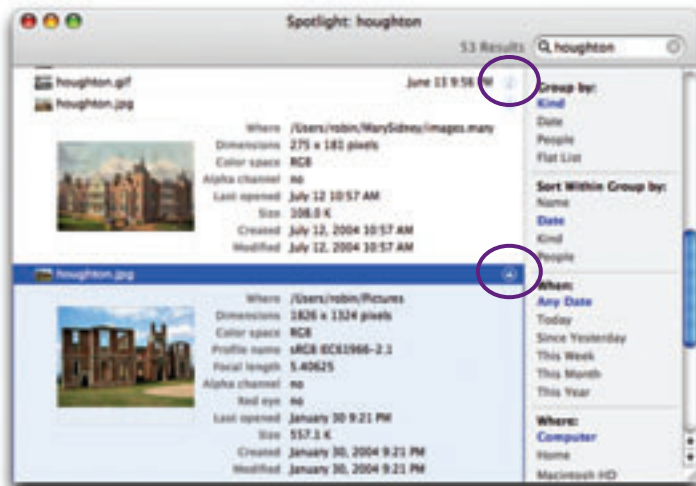 Spotlight: houghton
53 Results
houghton
houghton.gif June 13 9:56 PM
houghton.jpg
Where /Users/robin/MarySidney/images.mary
Dimensions 275 x 181 pixels
Color space RGB
Alpha channel no
Last opened July 12 10:57 AM
Size 108.0 K
Created July 12, 2004 10:57 AM
Modified July 12, 2004 10:57 AM
houghton.jpg
Where /Users/robin/Pictures
Dimensions 1826 x 1324 pixels
Color space RGB
Profile name sRGB IEC61966-2.1
Focal length 5.40625
Alpha channel no
Red eye no
Last opened January 30 9:21 PM
Size 557.1 K
Created January 30, 2004 9:21 PM
Modified January 30, 2004 9:21 PM
Group by:
Kind
Date
People
Flat List
Sort Within Group by:
Name
Date
Kind
People
When:
Any Date
Today
Since Yesterday
This Week
This Month
This Year
Where:
Computer
Home
Macintosh HD